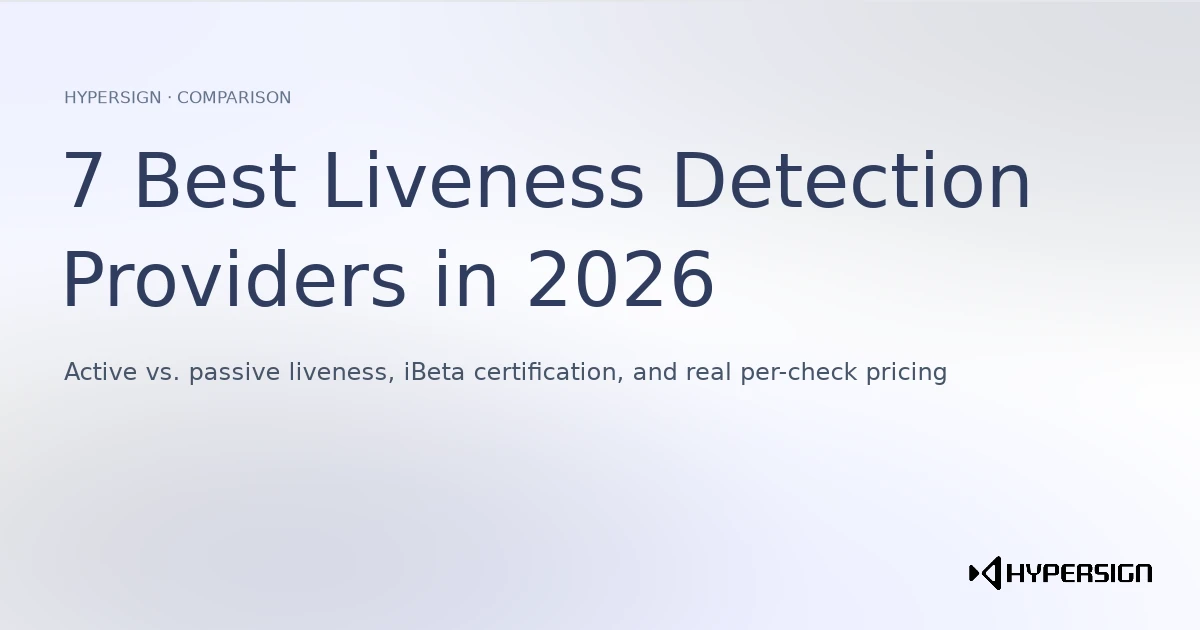 HYPERSIGN · COMPARISON
7 Best Liveness Detection
Providers in 2026
Active vs. passive liveness, iBeta certification, and real per-check pricing
HYPERSIGN